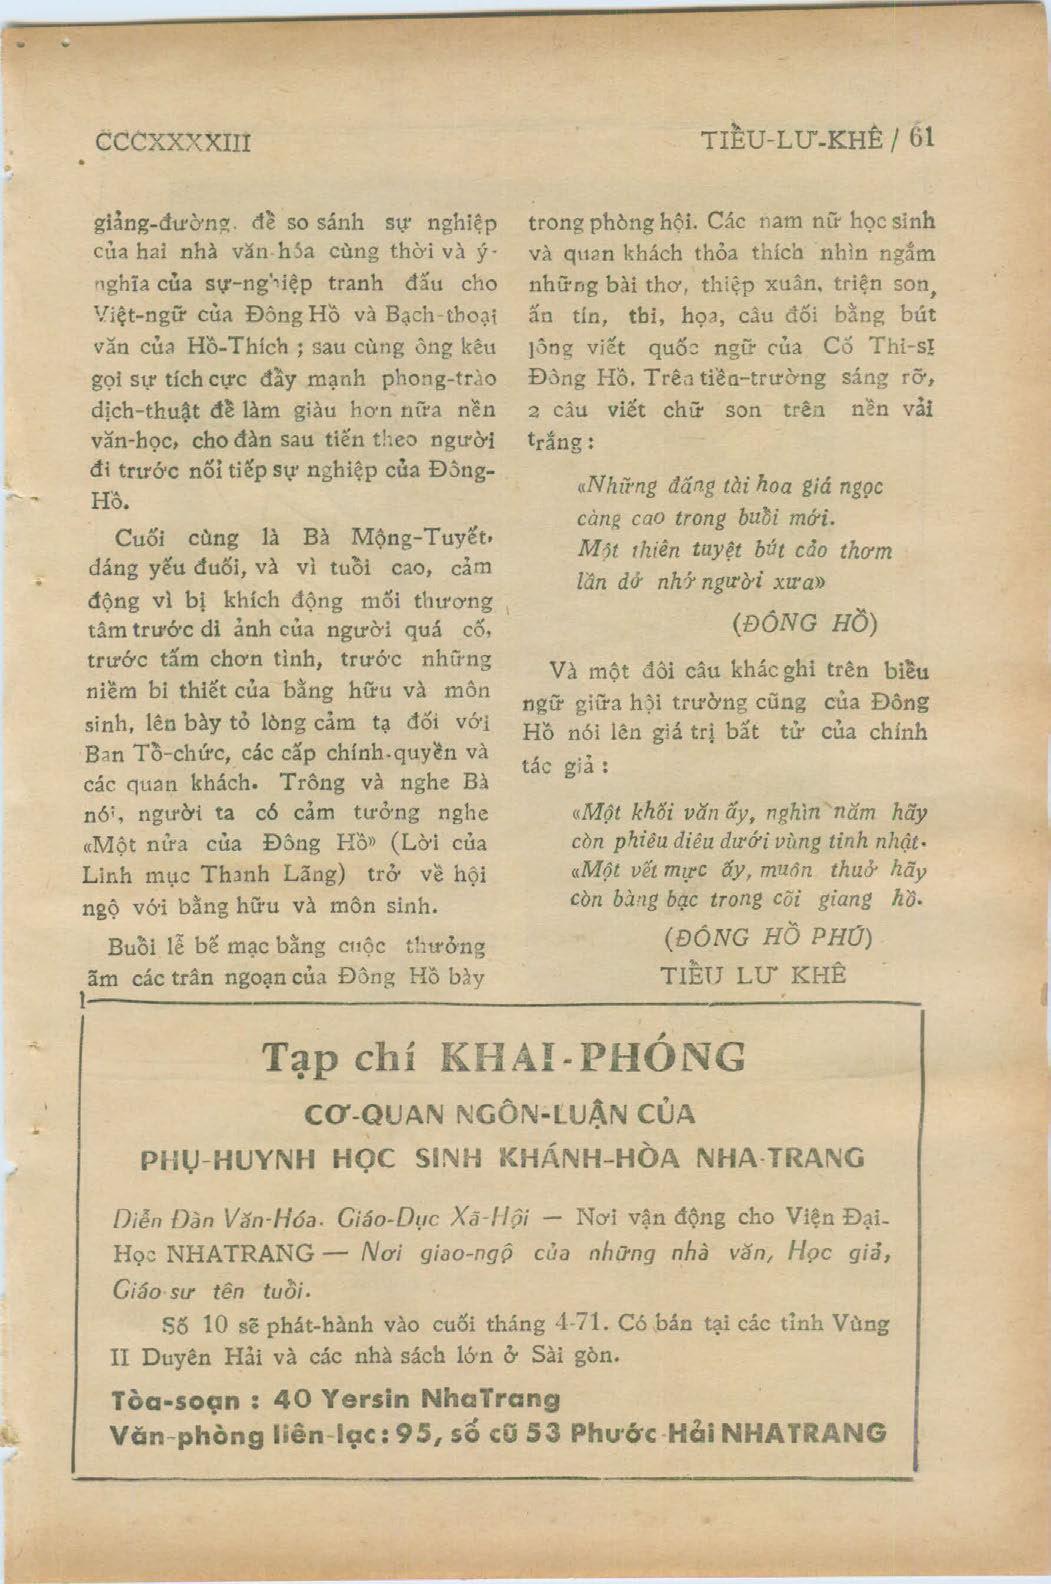 CCCXXXXIII
TIỂU-LƯ-KHÊ / 61
giảng-đường. để so sánh sự nghiệp
của hai nhà văn-hóa cùng thời và ý-
nghĩa của sự-nghiệp tranh đấu cho
Việt-ngữ của Đông Hồ và Bạch-thoại
văn của Hồ-Thích ; sau cùng ông kêu
gọi sự tích cực đẩy mạnh phong-trào
dịch-thuật để làm giàu hơn nữa nền
văn-học, cho đàn sau tiến theo người
đi trước nối tiếp sự nghiệp của Đông-
Hồ.
Cuối cùng là Bà Mộng-Tuyết,
dáng yếu đuối, và vì tuổi cao, cảm
động vì bị khích động mối thương
tâm trước di ảnh của người quá cố,
trước tấm chơn tình, trước những
niềm bi thiết của bằng hữu và môn
sinh, lên bày tỏ lòng cảm tạ đối với
Ban Tổ-chức, các cấp chính-quyền và
các quan khách. Trông và nghe Bà
nói, người ta có cảm tưởng nghe
«Một nửa của Đông Hồ» (Lời của
Linh mục Thanh Lãng) trở về hội
ngộ với bằng hữu và môn sinh.
Buổi lễ bế mạc bằng cuộc thưởng
ãm các trân ngoạn của Đông Hồ bày
trong phòng hội. Các nam nữ học sinh
và quan khách thỏa thích nhìn ngắm
những bài thơ, thiệp xuân, triện son,
ấn tín, thi, họa, câu đối bằng bút
lông viết quốc ngữ của Cố Thi-sĩ
Đông Hồ. Trên tiền-trường sáng rỡ,
2 câu viết chữ son trên nền vải
trắng :
«Những đấng tài hoa giá ngọc
càng cao trong buổi mới.
Một thiên tuyệt bút cảo thơm
lần dở nhớ người xưa»
(ĐÔNG HỒ)
Và một đôi câu khác ghi trên biểu
ngữ giữa hội trường cũng của Đông
Hồ nói lên giá trị bất tử của chính
tác giả :
«Một khối văn ấy, nghìn năm hãy
còn phiêu diêu dưới vùng tinh nhật.
«Một vết mực ấy, muôn thuở hãy
còn bàng bạc trong cõi giang hồ.
(ĐÔNG HỒ PHÚ)
TIỂU LƯ KHÊ
Tạp chí KHAI-PHÓNG
CƠ-QUAN NGÔN-LUẬN CỦA
PHỤ-HUYNH HỌC SINH KHÁNH-HÒA NHA-TRANG
Diễn Đàn Văn-Hóa. Giáo-Dục Xã-Hội — Nơi vận động cho Viện Đại-
Học NHATRANG — Nơi giao-ngộ của những nhà văn, Học giả,
Giáo sư tên tuổi.
Số 10 sẽ phát-hành vào cuối tháng 4-71. Có bán tại các tỉnh Vùng
II Duyên Hải và các nhà sách lớn ở Sài gòn.
Tòa-soạn : 40 Yersin NhaTrang
Văn-phòng liên-lạc : 95, số cũ 53 Phước-Hải NHATRANG